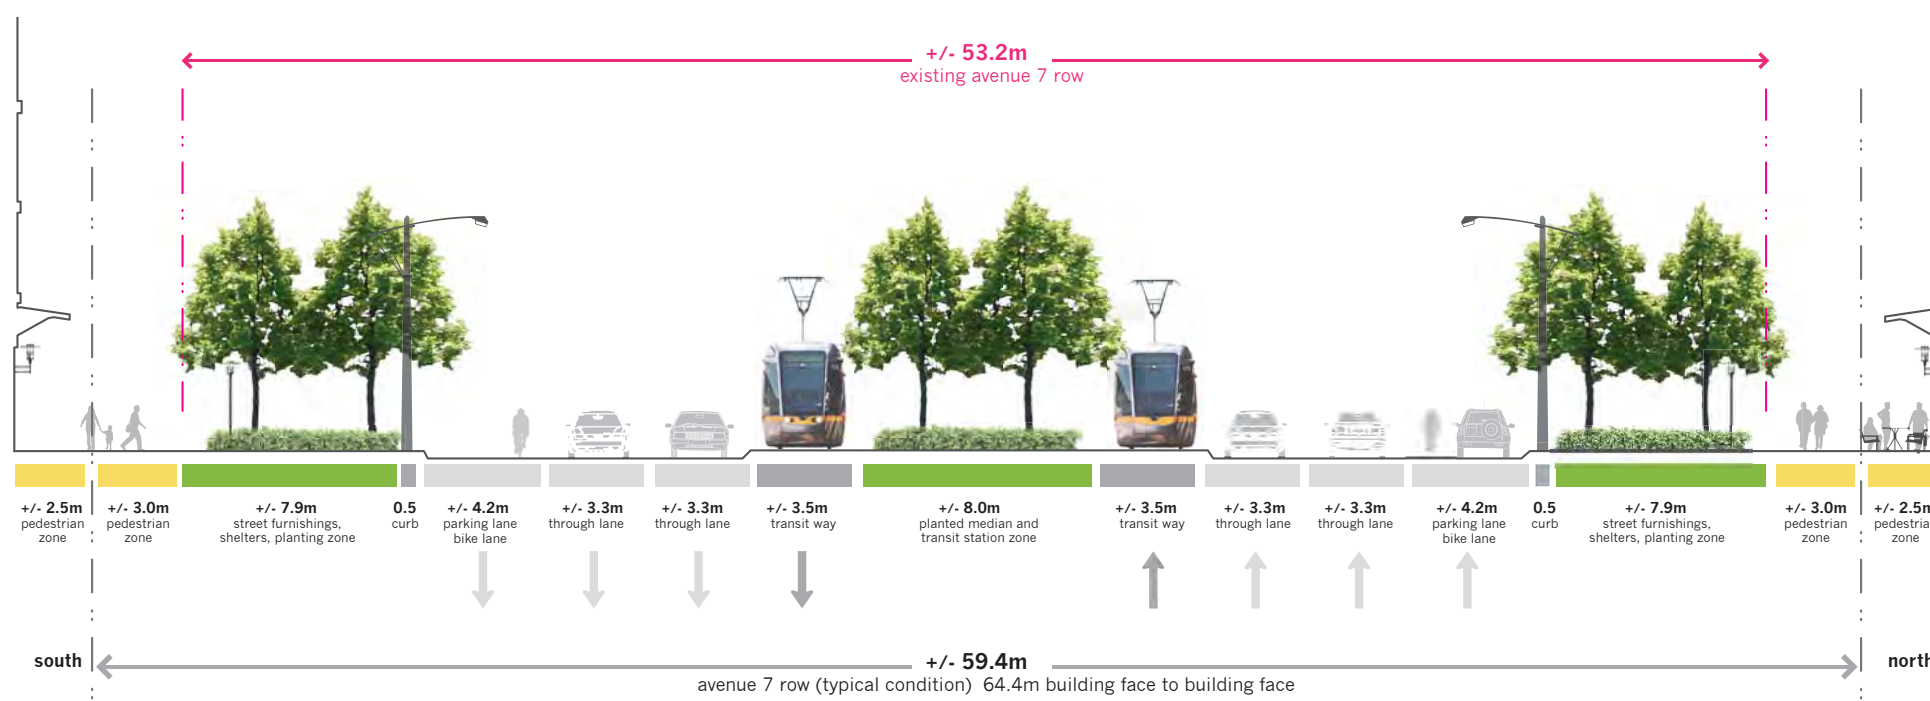 +/- 53.2m
existing avenue 7 row
+/- 2.5m
pedestrian
zone
+/- 3.0m
pedestrian
zone
+/- 7.9m
street furnishings,
shelters, planting zone
0.5
curb
+/- 4.2m
parking lane
bike lane
+/- 3.3m
through lane
+/- 3.3m
through lane
+/- 3.5m
transit way
+/- 8.0m
planted median and
transit station zone
+/- 3.5m
transit way
+/- 3.3m
through lane
+/- 3.3m
through lane
+/- 4.2m
parking lane
bike lane
0.5
curb
+/- 7.9m
street furnishings,
shelters, planting zone
+/- 3.0m
pedestrian
zone
+/- 2.5m
pedestria
zone
south
+/- 59.4m
north
avenue 7 row (typical condition) 64.4m building face to building face